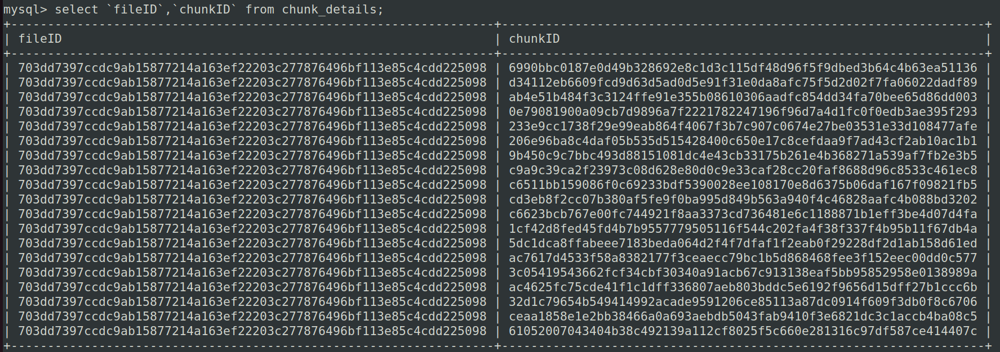 mysql> select `fileID`,`chunkID` from chunk_details;
+-----------------------------------------------------------------+-----------------------------------------------------------------+
| fileID | chunkID |
+-----------------------------------------------------------------+-----------------------------------------------------------------+
| 703dd7397ccdc9ab15877214a163ef22203c277876496bf113e85c4cdd225098 | 6990bbc0187e0d49b328692e8c1d3c115df48d96f5f9dbed3b64c4b63ea51136 |
| 703dd7397ccdc9ab15877214a163ef22203c277876496bf113e85c4cdd225098 | d34112eb6609fcd9d63d5ad0d5e91f31e0da8afc75f5d2d02f7fa06022dadf89 |
| 703dd7397ccdc9ab15877214a163ef22203c277876496bf113e85c4cdd225098 | ab4e51b484f3c3124ffe91e355b08610306aadfc854dd34fa70bee65d86dd003 |
| 703dd7397ccdc9ab15877214a163ef22203c277876496bf113e85c4cdd225098 | 0e79081900a09cb7d9896a7f2221782247196f96d7a4d1fc0f0edb3ae395f293 |
| 703dd7397ccdc9ab15877214a163ef22203c277876496bf113e85c4cdd225098 | 233e9cc1738f29e99eab864f4067f3b7c907c0674e27be03531e33d108477afe |
| 703dd7397ccdc9ab15877214a163ef22203c277876496bf113e85c4cdd225098 | 206e96ba8c4daf05b535d515428400c650e17c8cefdaa9f7ad43cf2ab10ac1b1 |
| 703dd7397ccdc9ab15877214a163ef22203c277876496bf113e85c4cdd225098 | 9b450c9c7bbc493d88151081dc4e43cb33175b261e4b368271a539af7fb2e3b5 |
| 703dd7397ccdc9ab15877214a163ef22203c277876496bf113e85c4cdd225098 | c9a9c39ca2f23973c08d628e80d0c9e33caf28cc20faf8688d96c8533c461ec8 |
| 703dd7397ccdc9ab15877214a163ef22203c277876496bf113e85c4cdd225098 | c6511bb159086f0c69233bdf5390028ee108170e8d6375b06daf167f09821fb5 |
| 703dd7397ccdc9ab15877214a163ef22203c277876496bf113e85c4cdd225098 | cd3eb8f2cc07b380af5fe9f0ba995d849b563a940f4c46828aafc4b088bd3202 |
| 703dd7397ccdc9ab15877214a163ef22203c277876496bf113e85c4cdd225098 | c6623bcb767e00fc744921f8aa3373cd736481e6c1188871b1eff3be4d07d4fa |
| 703dd7397ccdc9ab15877214a163ef22203c277876496bf113e85c4cdd225098 | 1cf42d8fed45fd4b7b9557779505116f544c202fa4f38f337f4b95b11f67db4a |
| 703dd7397ccdc9ab15877214a163ef22203c277876496bf113e85c4cdd225098 | 5dc1dca8ffabeee7183beda064d2f4f7dfaf1f2eab0f29228df2d1ab158d61ed |
| 703dd7397ccdc9ab15877214a163ef22203c277876496bf113e85c4cdd225098 | ac7617d4533f58a8382177f3ceaecc79bc1b5d868468fee3f152eec00dd0c577 |
| 703dd7397ccdc9ab15877214a163ef22203c277876496bf113e85c4cdd225098 | 3c05419543662fcf34cbf30340a91acb67c913138eaf5bb95852958e0138989a |
| 703dd7397ccdc9ab15877214a163ef22203c277876496bf113e85c4cdd225098 | ac4625fc75cde41f1c1dff336807aeb803bddc5e6192f9656d15dff27b1ccc6b |
| 703dd7397ccdc9ab15877214a163ef22203c277876496bf113e85c4cdd225098 | 32d1c79654b549414992acade9591206ce85113a87dc0914f609f3db0f8c6706 |
| 703dd7397ccdc9ab15877214a163ef22203c277876496bf113e85c4cdd225098 | ceaa1858e1e2bb38466a0a693aebdb5043fab9410f3e6821dc3c1accb4ba08c5 |
| 703dd7397ccdc9ab15877214a163ef22203c277876496bf113e85c4cdd225098 | 61052007043404b38c492139a112cf8025f5c660e281316c97df587ce414407c |
+-----------------------------------------------------------------+-----------------------------------------------------------------+